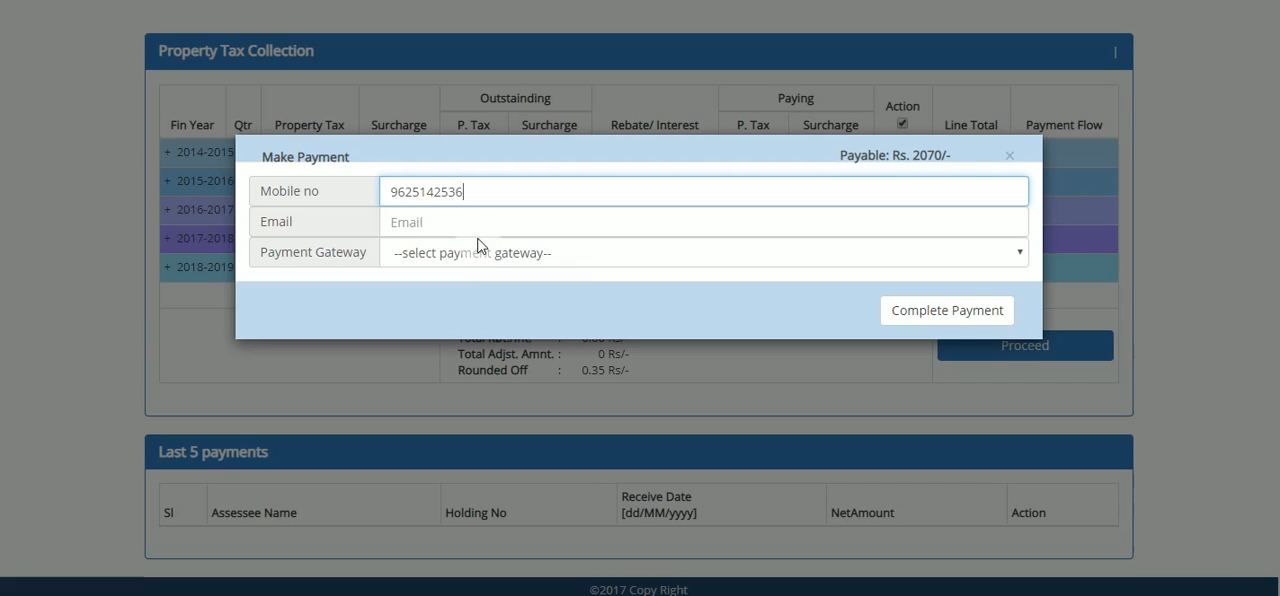 Property Tax Collection
Outstainding Paying
Action
Fin Year Qtr Property Tax Surcharge P. Tax Surcharge Rebate/ Interest P. Tax Surcharge Line Total Payment Flow
+ 2014-2015
+ 2015-2016
+ 2016-2017
+ 2017-2018
+ 2018-2019
Make Payment Payable: Rs. 2070/- ×
Mobile no 9625142536
Email Email
Payment Gateway --select payment gateway--
Complete Payment
Proceed
Total Adjst. Amnt. : 0 Rs/-
Rounded Off : 0.35 Rs/-
Last 5 payments
Sl Assessee Name Holding No Receive Date NetAmount Action
[dd/MM/yyyy]
©2017 Copy Right